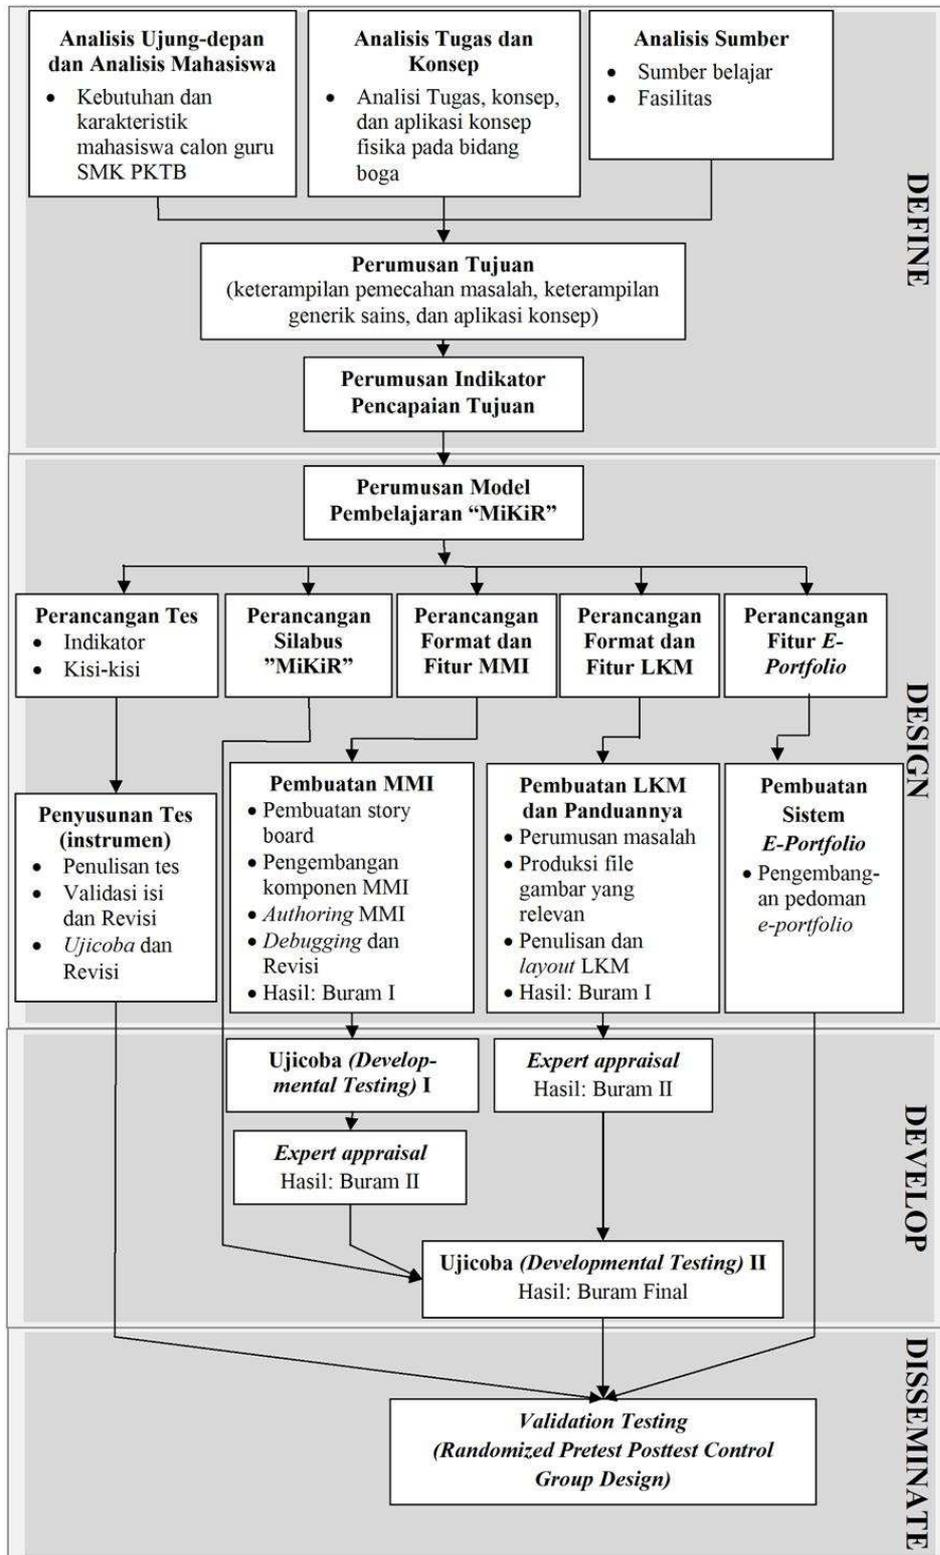 Analisis Ujung-depan
dan Analisis Mahasiswa
• Kebutuhan dan
karakteristik
mahasiswa calon guru
SMK PKTB
Analisis Tugas dan
Konsep
• Analisi Tugas, konsep,
dan aplikasi konsep
fisika pada bidang
boga
Analisis Sumber
• Sumber belajar
• Fasilitas
DEFINE
Perumusan Tujuan
(keterampilan pemecahan masalah, keterampilan
generik sains, dan aplikasi konsep)
Perumusan Indikator
Pencapaian Tujuan
Perumusan Model
Pembelajaran “MiKiR”
Perancangan Tes
• Indikator
• Kisi-kisi
Perancangan
Silabus
”MiKiR”
Perancangan
Format dan
Fitur MMI
Perancangan
Format dan
Fitur LKM
Perancangan
Fitur E-
Portfolio
DESIGN
Penyusunan Tes
(instrumen)
• Penulisan tes
• Validasi isi
dan Revisi
• Ujicoba dan
Revisi
Pembuatan MMI
• Pembuatan story
board
• Pengembangan
komponen MMI
• Authoring MMI
• Debugging dan
Revisi
• Hasil: Buram I
Pembuatan LKM
dan Panduannya
• Perumusan masalah
• Produksi file
gambar yang
relevan
• Penulisan dan
layout LKM
• Hasil: Buram I
Pembuatan
Sistem
E-Portfolio
• Pengembang-
an pedoman
e-portfolio
Ujicoba (Develop-
mental Testing) I
Expert appraisal
Hasil: Buram II
Expert appraisal
Hasil: Buram II
DEVELOP
Ujicoba (Developmental Testing) II
Hasil: Buram Final
Validation Testing
(Randomized Pretest Posttest Control
Group Design)
DISSEMINATE